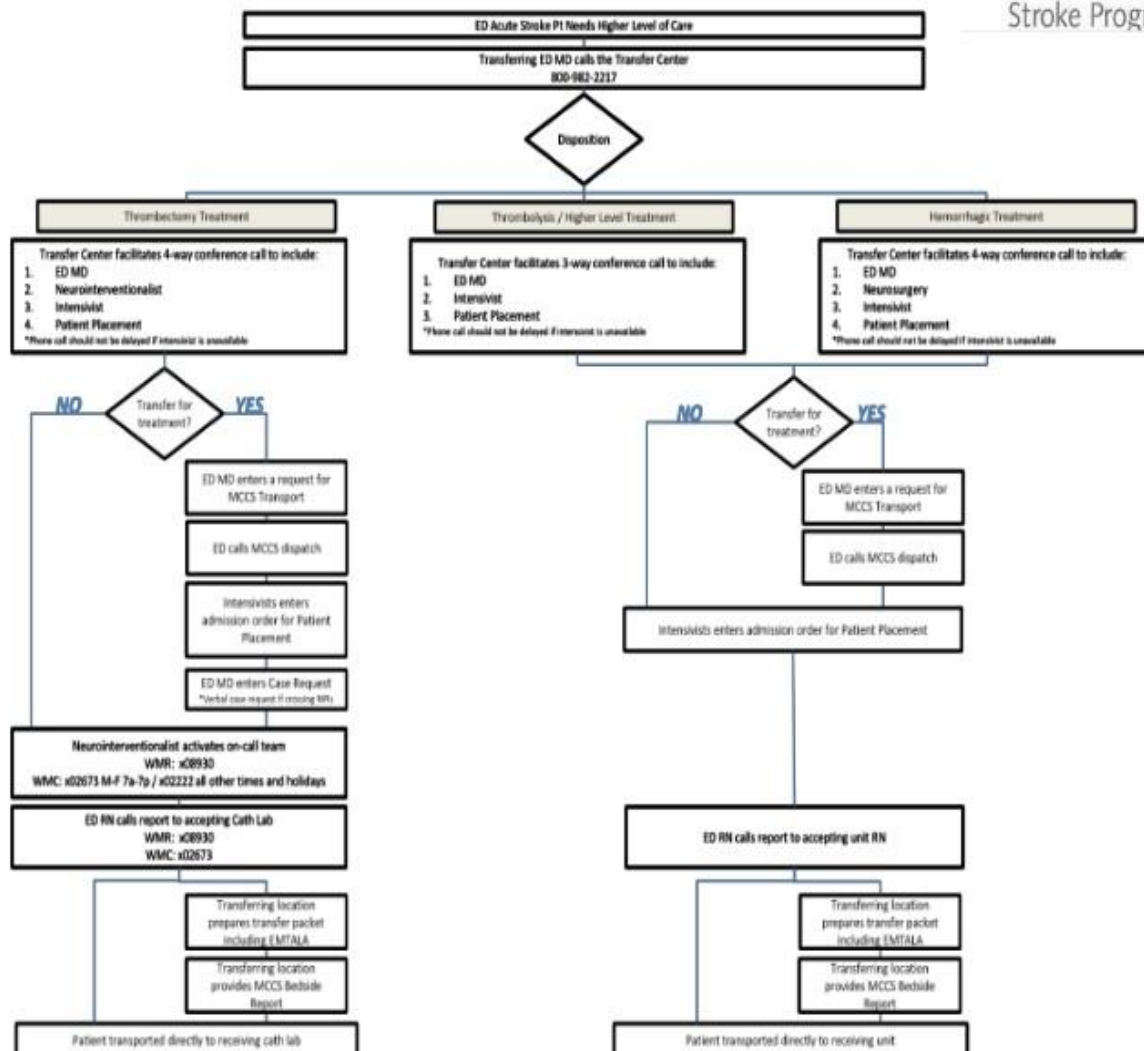 Stroke Prog
ED Acute Stroke Pt Needs Higher Level of Care
Transferring ED MD calls the Transfer Center
800-982-2217
Disposition
Thrombectomy Treatment
Transfer Center facilitates 4-way conference call to include:
1. ED MD
2. Neurointerventionalist
3. Intensivist
4. Patient Placement
*Phone call should not be delayed if intensivist is unavailable
Thrombolysis / Higher Level Treatment
Transfer Center facilitates 3-way conference call to include:
1. ED MD
2. Intensivist
3. Patient Placement
*Phone call should not be delayed if intensivist is unavailable
Hemorrhagic Treatment
Transfer Center facilitates 4-way conference call to include:
1. ED MD
2. Neurosurgery
3. Intensivist
4. Patient Placement
*Phone call should not be delayed if intensivist is unavailable
NO
Transfer for
treatment?
YES
ED MD enters a request for
MCCS Transport
ED calls MCCS dispatch
Intensivists enters
admission order for Patient
Placement
ED MD enters Case Request
*Verbal case request if crossing
Neurointerventionalist activates on-call team
WMR: x08930
WMC: x02673 M-F 7a-7p / x02222 all other times and holidays
ED RN calls report to accepting Cath Lab
WMR: x08930
WMC: x02673
Transferring location
prepares transfer packet
including EMTALA
Transferring location
provides MCCS Bedside
Report
Patient transported directly to receiving cath lab
NO
Transfer for
treatment?
YES
ED MD enters a request for
MCCS Transport
ED calls MCCS dispatch
Intensivists enters admission order for Patient Placement
ED RN calls report to accepting unit RN
Transferring location
prepares transfer packet
including EMTALA
Transferring location
provides MCCS Bedside
Report
Patient transported directly to receiving unit